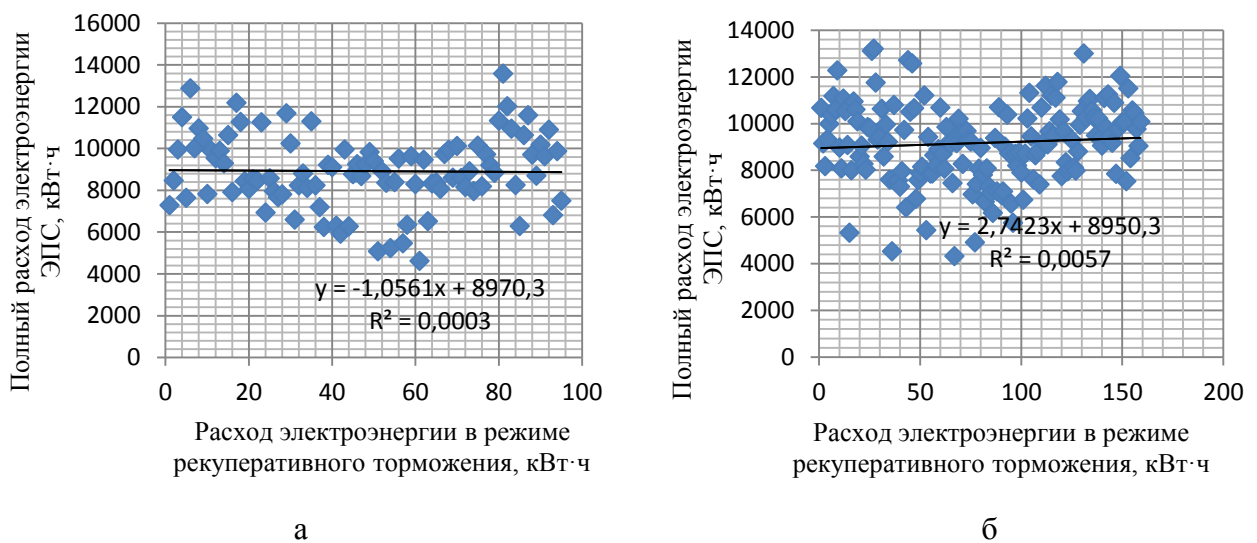 Полный расход электроэнергии
ЭПС, кВт·ч
16000
14000
12000
10000
8000
6000
4000
2000
0
y = -1,0561x + 8970,3
R² = 0,0003
0 20 40 60 80 100
Расход электроэнергии в режиме
рекуперативного торможения, кВт·ч
а
Полный расход электроэнергии
ЭПС, кВт·ч
14000
12000
10000
8000
6000
4000
2000
0
y = 2,7423x + 8950,3
R² = 0,0057
0 50 100 150 200
Расход электроэнергии в режиме
рекуперативного торможения, кВт·ч
б